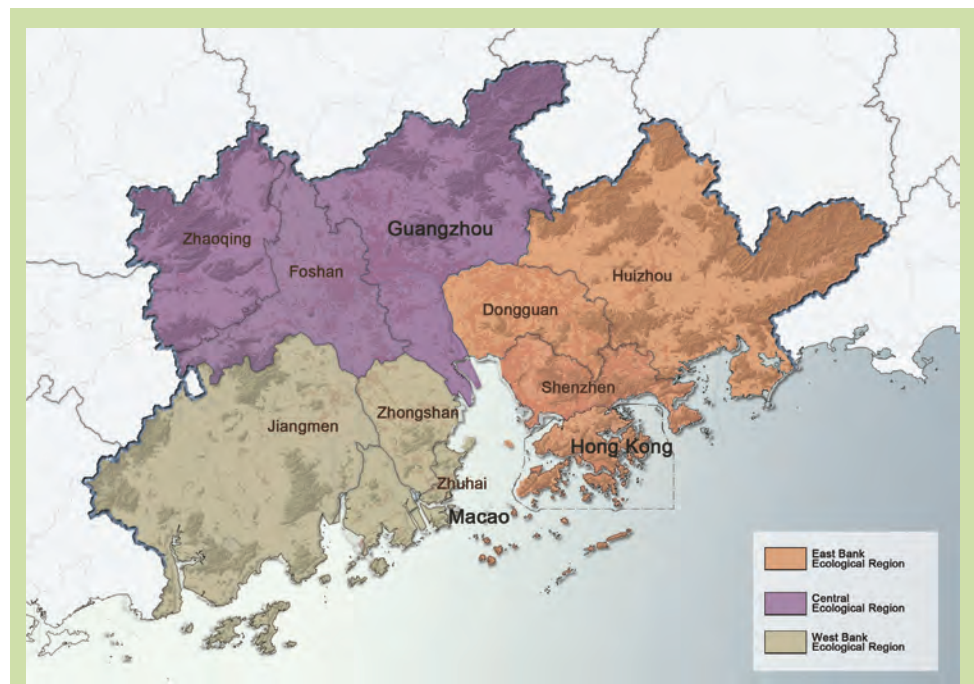 Guangzhou
Zhaoqing
Foshan
Huizhou
Dongguan
Shenzhen
Zhongshan
Jiangmen
Hong Kong
Zhuhai
Macao
East Bank
Ecological Region
Central
Ecological Region
West Bank
Ecological Region